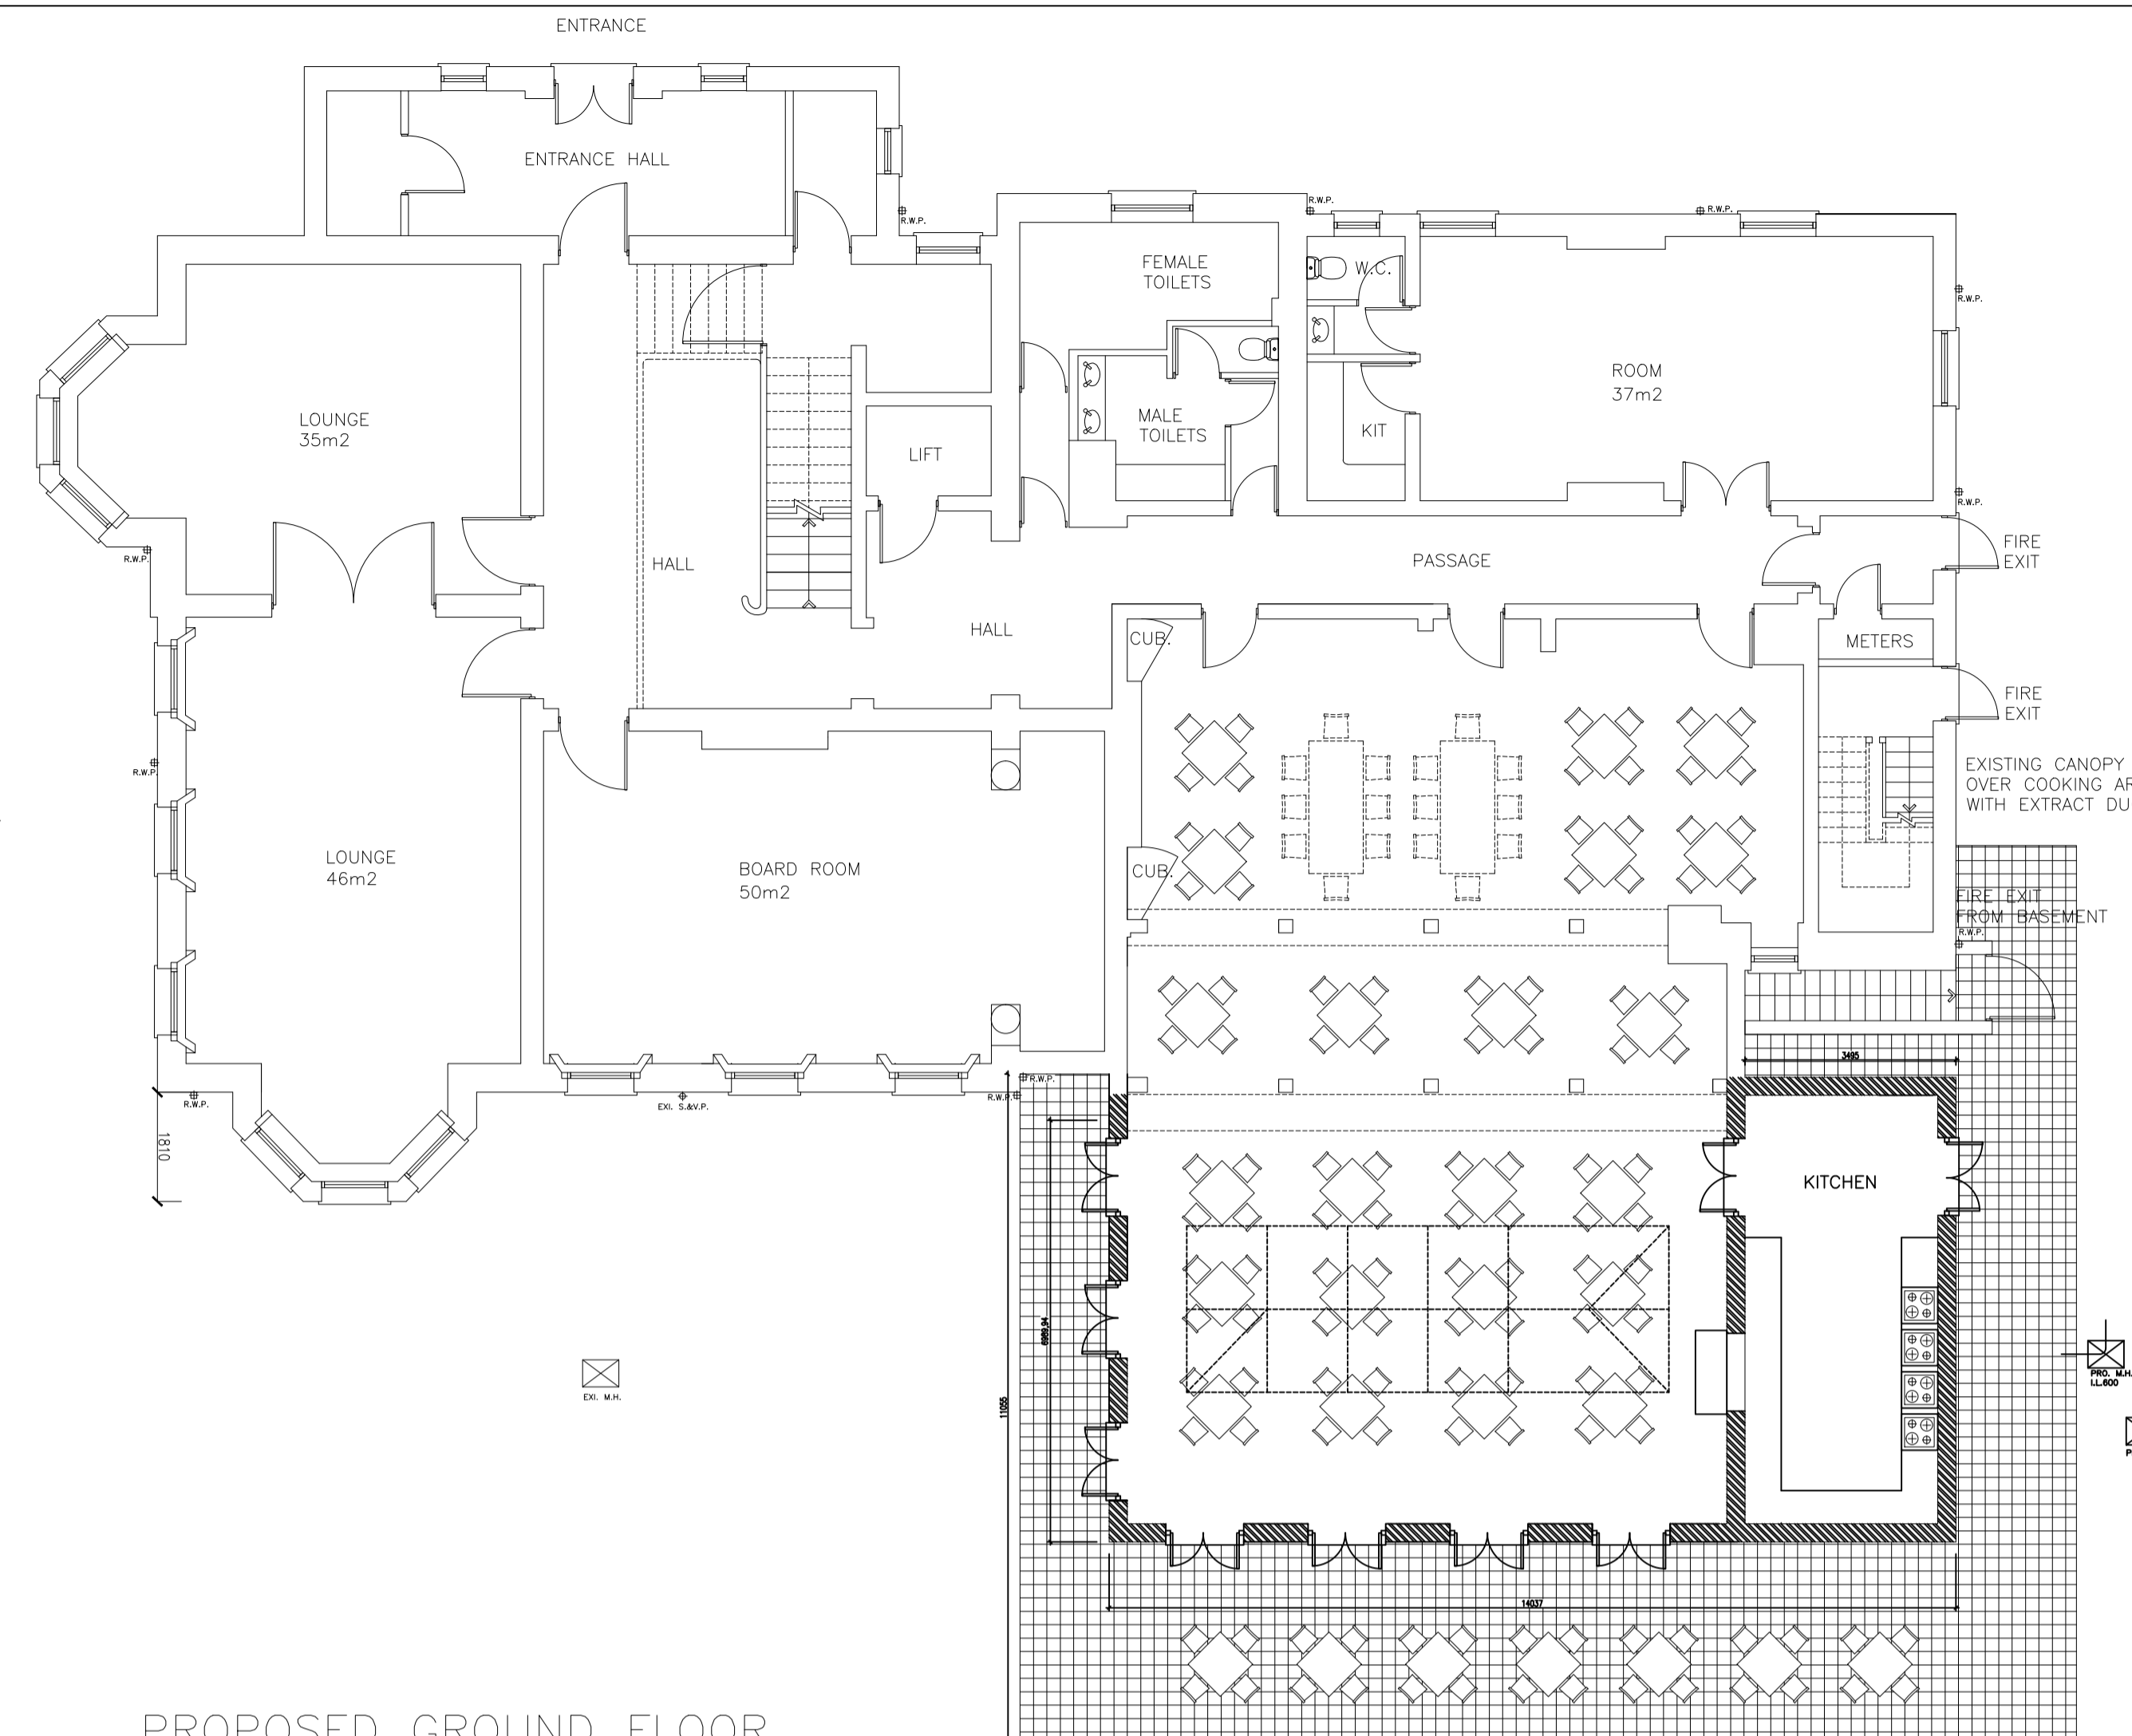 ENTRANCE
ENTRANCE HALL
R.W.P.
R.W.P.
R.W.P.
FEMALE
TOILETS
W.C.
R.W.P.
ROOM
37m2
LOUNGE
35m2
MALE
TOILETS
KIT
LIFT
R.W.P.
R.W.P.
HALL
PASSAGE
FIRE
EXIT
HALL
CUB.
METERS
FIRE
EXIT
R.W.P.
EXISTING CANOPY
OVER COOKING AR
WITH EXTRACT DU
LOUNGE
46m2
BOARD ROOM
50m2
CUB.
FIRE EXIT
FROM BASEMENT
R.W.P.
3495
R.W.P.
R.W.P.
R.W.P.
EXI. S.&V.P.
1810
KITCHEN
6989,94
EXI. M.H.
11055
PRO. M.H.
I.L.600
P
14037
PROPOSED GROUND FLOOR